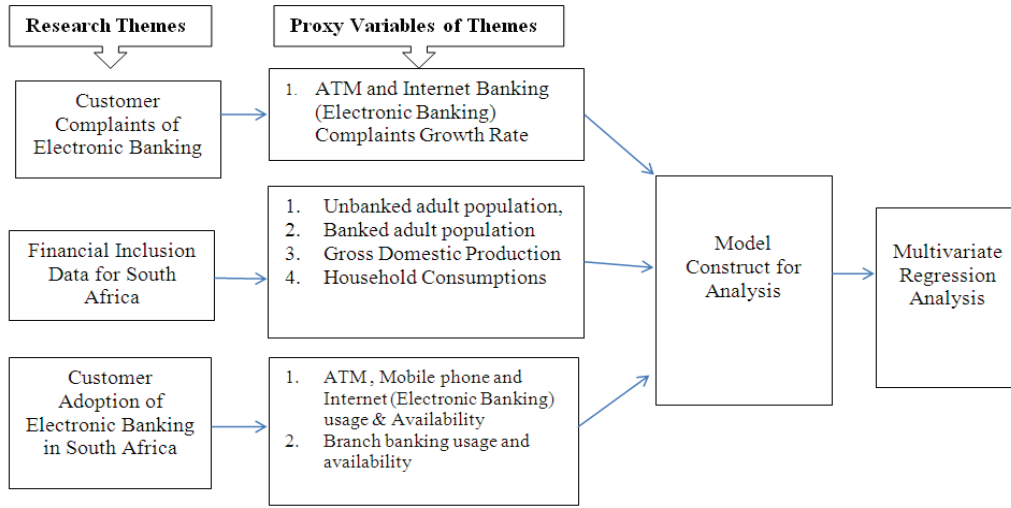 Research Themes
Proxy Variables of Themes
Customer
Complaints of
Electronic Banking
1. ATM and Internet Banking
(Electronic Banking)
Complaints Growth Rate
Financial Inclusion
Data for South
Africa
1. Unbanked adult population,
2. Banked adult population
3. Gross Domestic Production
4. Household Consumptions
Customer
Adoption of
Electronic Banking
in South Africa
1. ATM , Mobile phone and
Internet (Electronic Banking)
usage & Availability
2. Branch banking usage and
availability
Model
Construct for
Analysis
Multivariate
Regression
Analysis